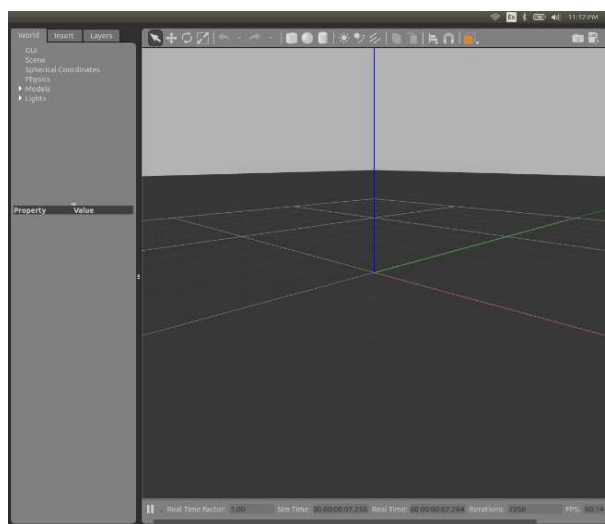 En 11:12 PM
World Insert Layers
GUI
Scene
Spherical Coordinates
Physics
Models
Lights
Property Value
Real Time Factor: 1.00 Sim Time: 00 00:00:07.256 Real Time: 00 00:00:07.284 Iterations: 7256 FPS: 60.14